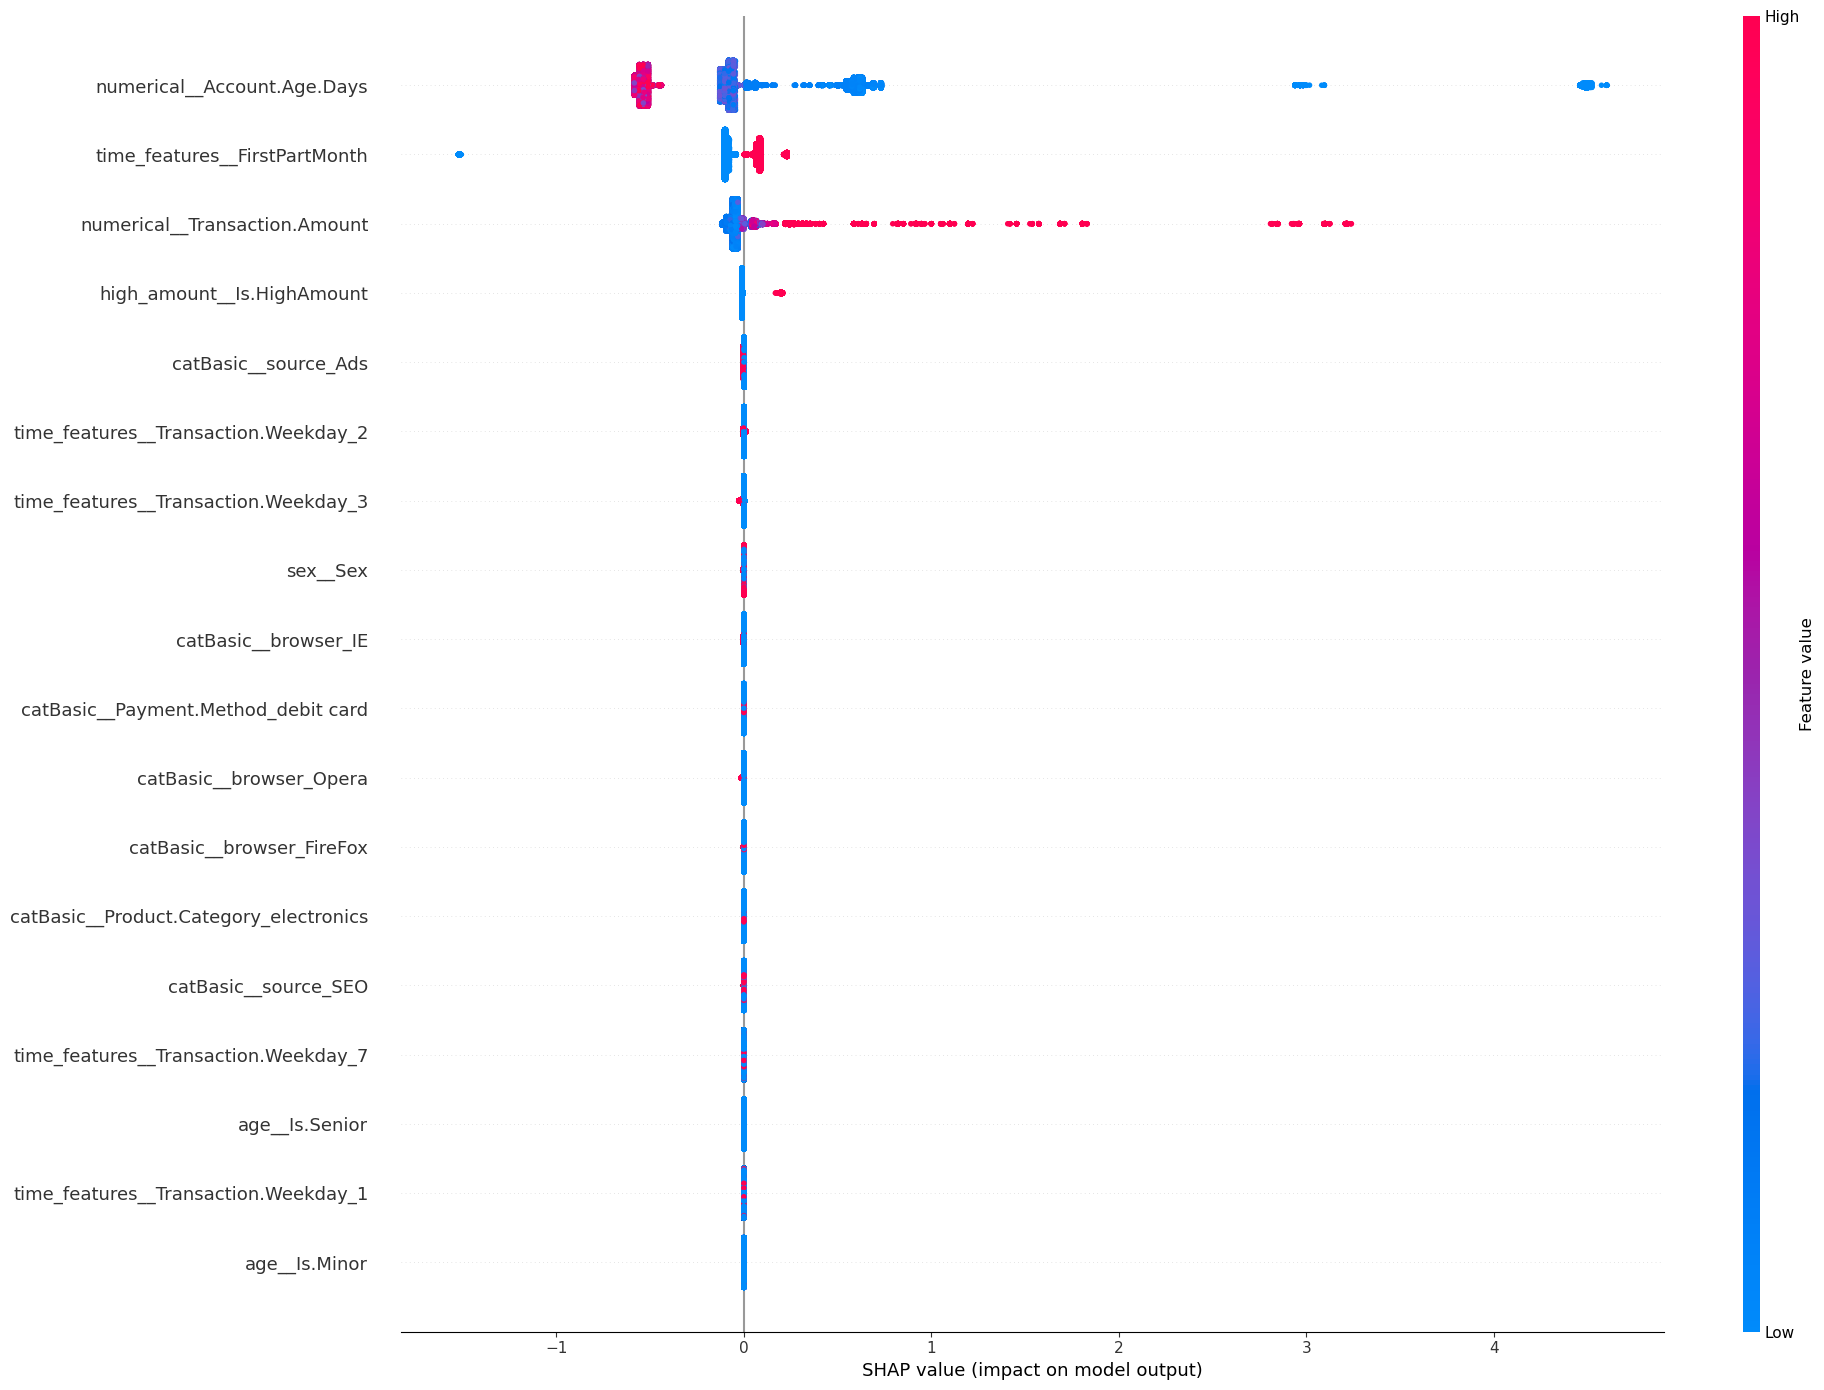 High
numerical__Account.Age.Days
time_features__FirstPartMonth
numerical__Transaction.Amount
high_amount__Is.HighAmount
catBasic__source_Ads
time_features__Transaction.Weekday_2
time_features__Transaction.Weekday_3
sex__Sex
catBasic__browser_IE
catBasic__Payment.Method_debit card
catBasic__browser_Opera
catBasic__browser_FireFox
catBasic__Product.Category_electronics
catBasic__source_SEO
time_features__Transaction.Weekday_7
age__Is.Senior
time_features__Transaction.Weekday_1
age__Is.Minor
Feature value
Low
−1 0 1 2 3 4
SHAP value (impact on model output)